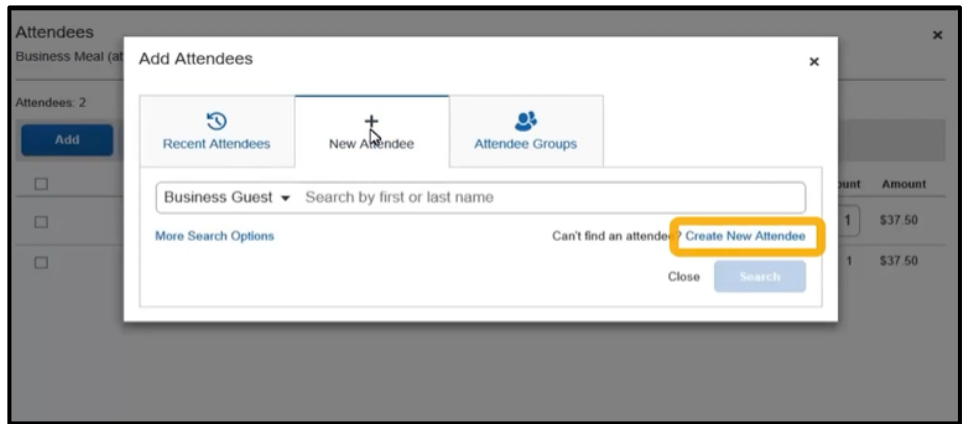 Attendees
Business Meal (at
Add Attendees
Attendees: 2
Add
Recent Attendees
New Attendee
Attendee Groups
Business Guest Search by first or last name
More Search Options
Can't find an attendee? Create New Attendee
Close Search
Amount
1 $37.50
1 $37.50